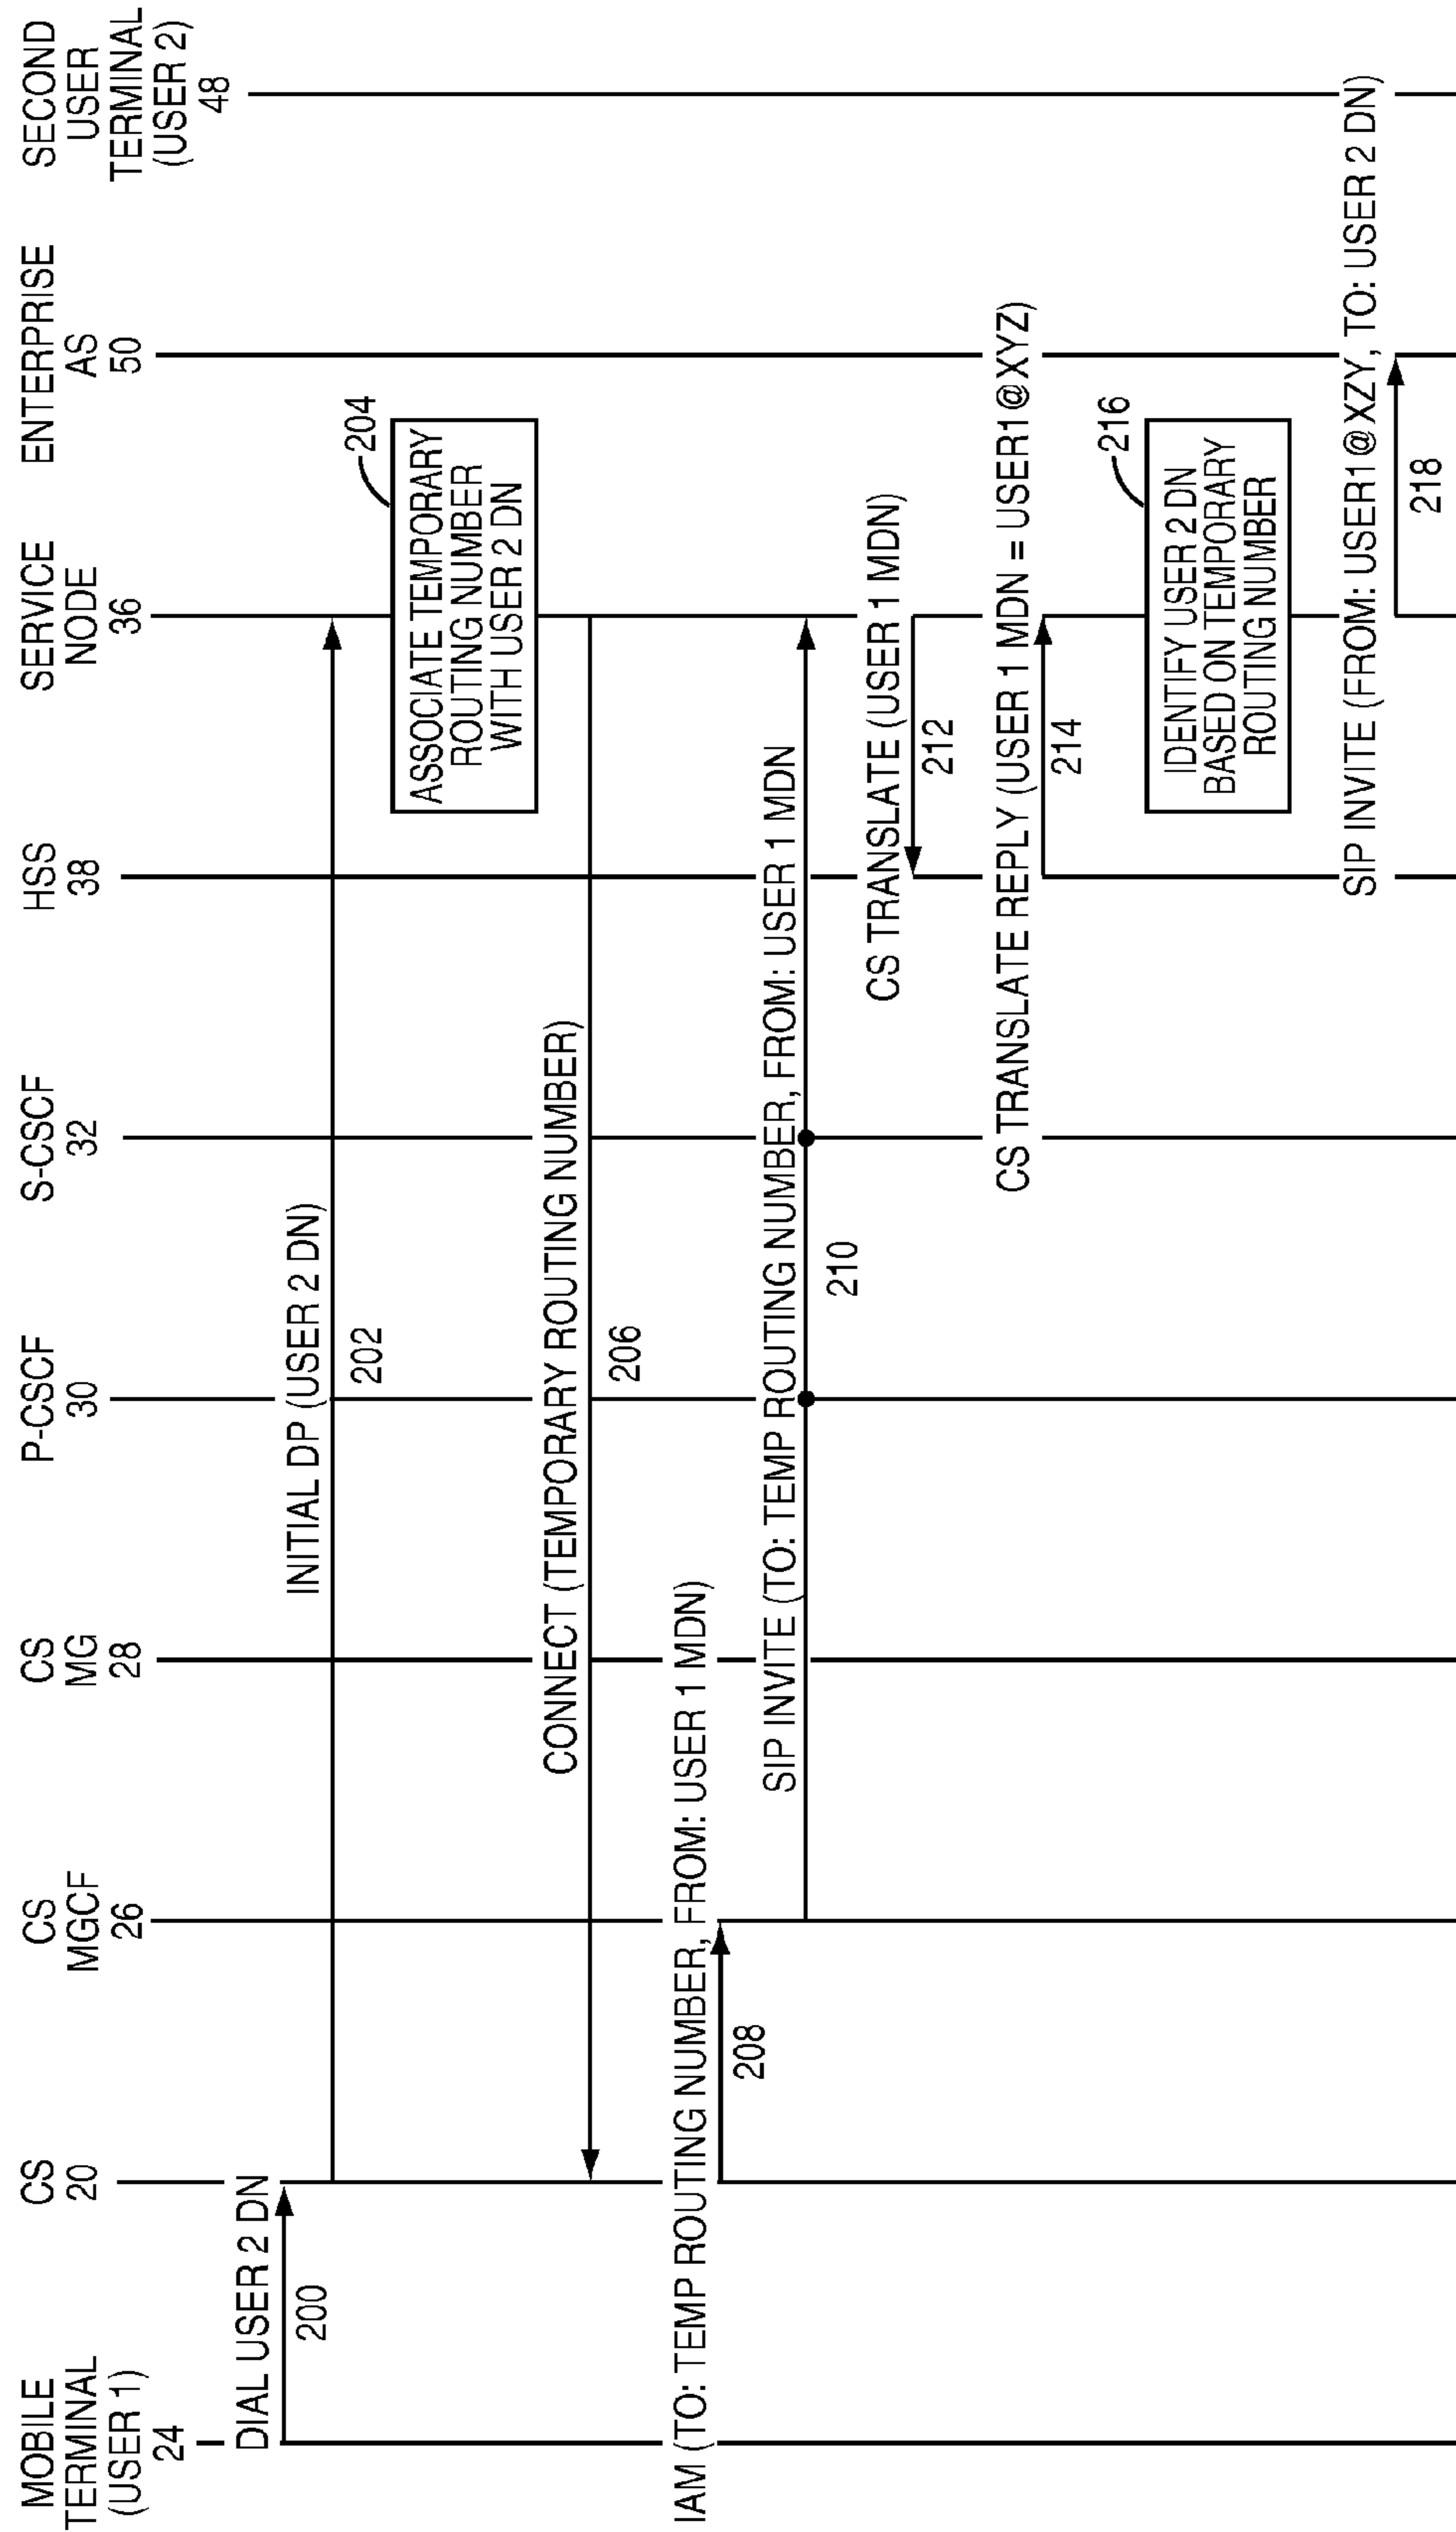 MOBILE
TERMINAL
(USER 1)
24
CS
20
CS
MGCF
26
CS
MG
28
P-CSCF
30
S-CSCF
32
HSS
38
SERVICE
NODE
36
ENTERPRISE
AS
50
SECOND
USER
TERMINAL
(USER 2)
48
DIAL USER 2 DN
200
INITIAL DP (USER 2 DN)
202
204
ASSOCIATE TEMPORARY
ROUTING NUMBER
WITH USER 2 DN
CONNECT (TEMPORARY ROUTING NUMBER)
206
IAM (TO: TEMP ROUTING NUMBER, FROM: USER 1 MDN)
208
SIP INVITE (TO: TEMP ROUTING NUMBER, FROM: USER 1 MDN
210
CS TRANSLATE (USER 1 MDN)
212
CS TRANSLATE REPLY (USER 1 MDN = USER1@XYZ)
214
216
IDENTIFY USER 2 DN
BASED ON TEMPORARY
ROUTING NUMBER
SIP INVITE (FROM: USER1@XZY, TO: USER 2 DN)
218